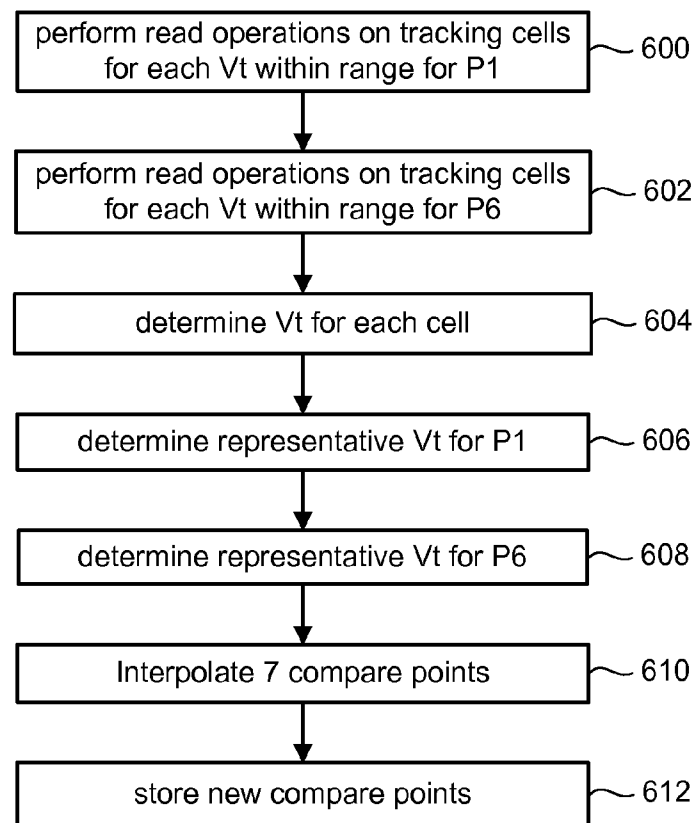 perform read operations on tracking cells
for each Vt within range for P1
600
perform read operations on tracking cells
for each Vt within range for P6
602
determine Vt for each cell
604
determine representative Vt for P1
606
determine representative Vt for P6
608
Interpolate 7 compare points
610
store new compare points
612